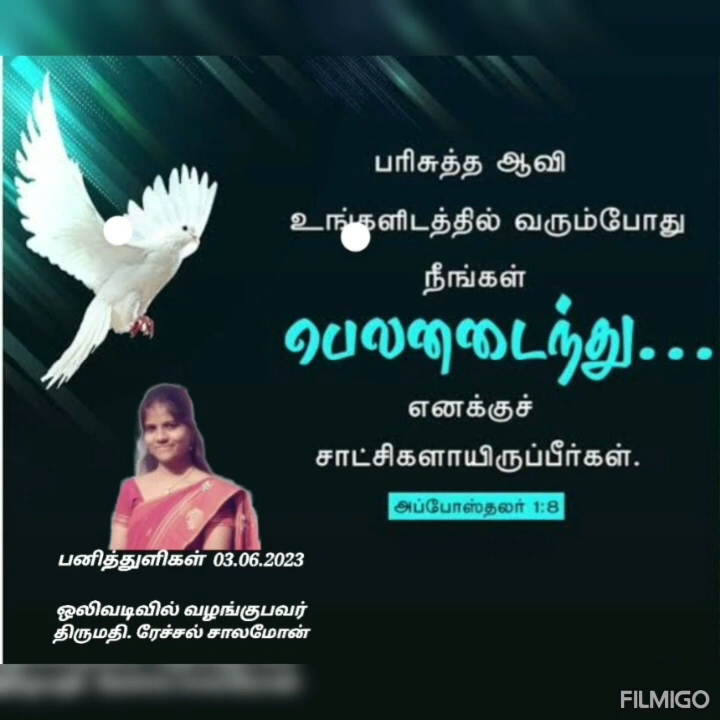 பரிசுத்த ஆவி
உங்களிடத்தில் வரும்போது
நீங்கள்
பெலனடைந்து...
எனக்குச்
சாட்சிகளாயிருப்பீர்கள்.
அப்போஸ்தலர் 1:8
பனித்துளிகள் 03.06.2023
ஒலிவடிவில் வழங்குபவர்
திருமதி. ரேச்சல் சாலமோன்
FILMIGO